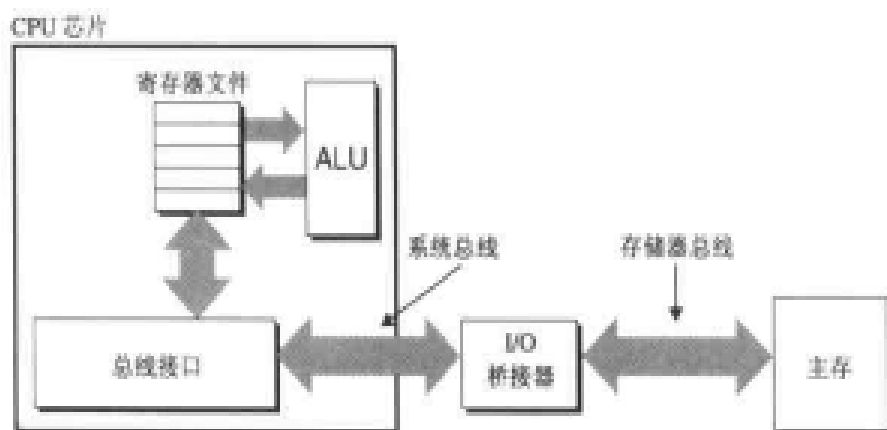 CPU 芯片
寄存器文件
ALU
系统总线
存储器总线
总线接口
I/O
桥接器
主存